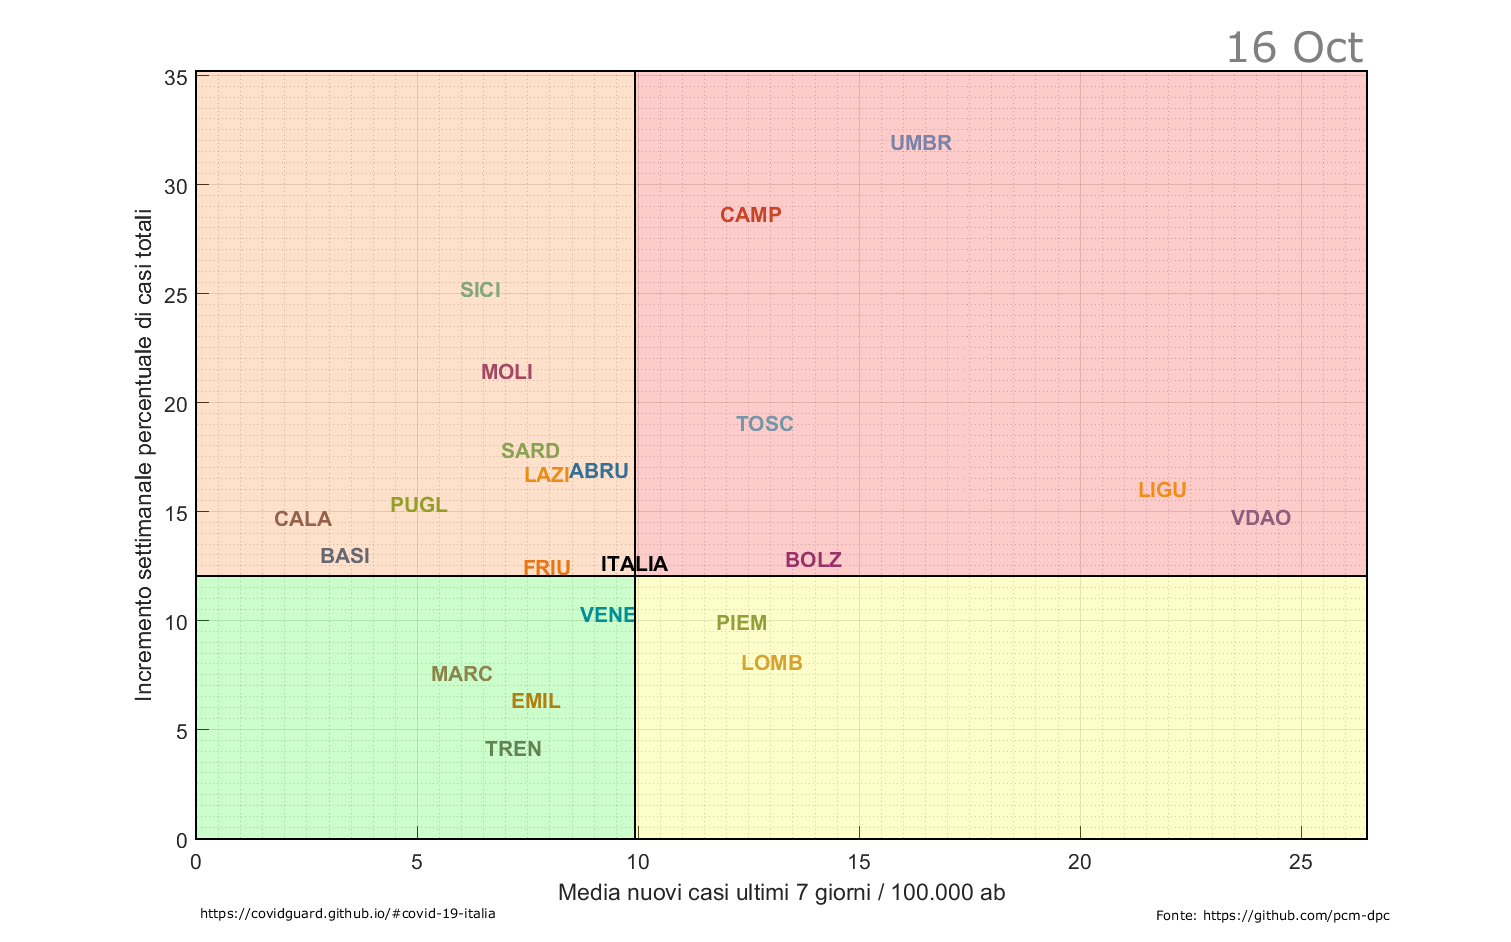 16 Oct
35
30
25
20
15
10
5
0
Incremento settimanale percentuale di casi totali
UMBR
CAMP
SICI
MOLI
TOSC
SARD
LAZI
ABRU
LIGU
PUGL
CALA
VDAO
BASI
FRIU
ITALIA
BOLZ
VENE
PIEM
LOMB
MARC
EMIL
TREN
0 5 10 15 20 25
Media nuovi casi ultimi 7 giorni / 100.000 ab
https://covidguard.github.io/#covid-19-italia
Fonte: https://github.com/pcm-dpc